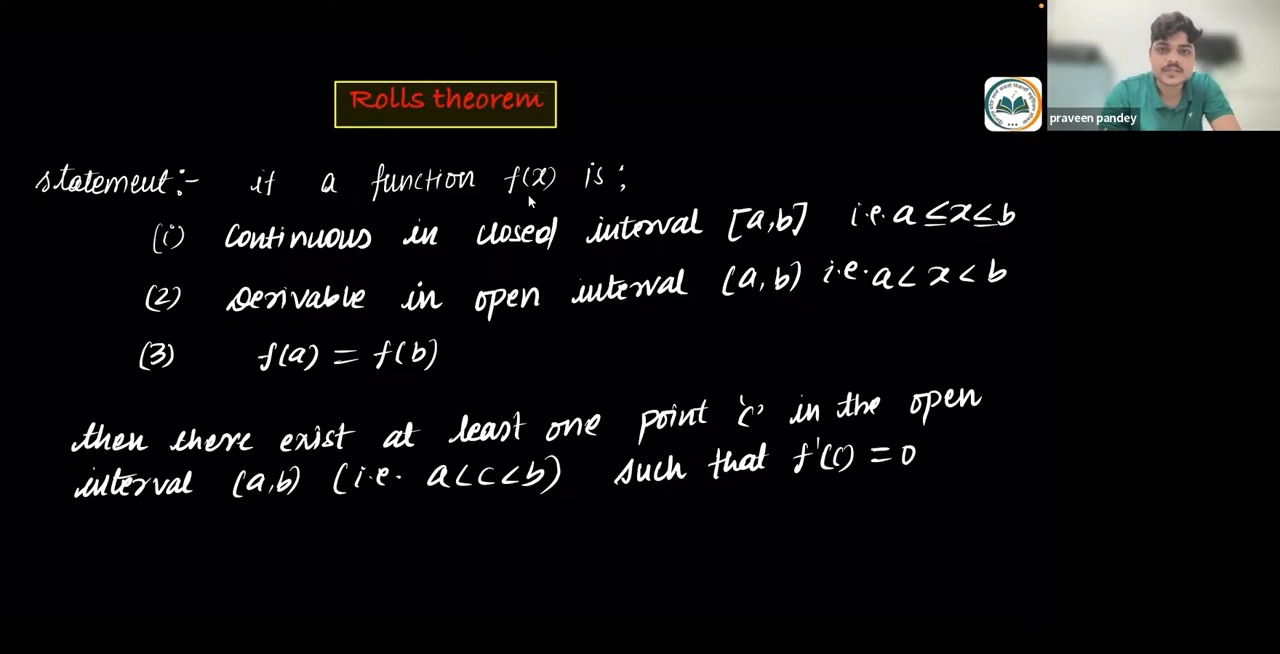 Rolls theorem
praveen pandey
statement:- if a function f(x) is;
(i) continuous in closed interval [a,b] i.e. a ≤ x ≤ b
(2) Derivable in open interval (a,b) i.e. a < x < b
(3) f(a) = f(b)
then there exist at least one point 'c' in the open
interval (a,b) (i.e. a < c < b) such that f'(c) = 0